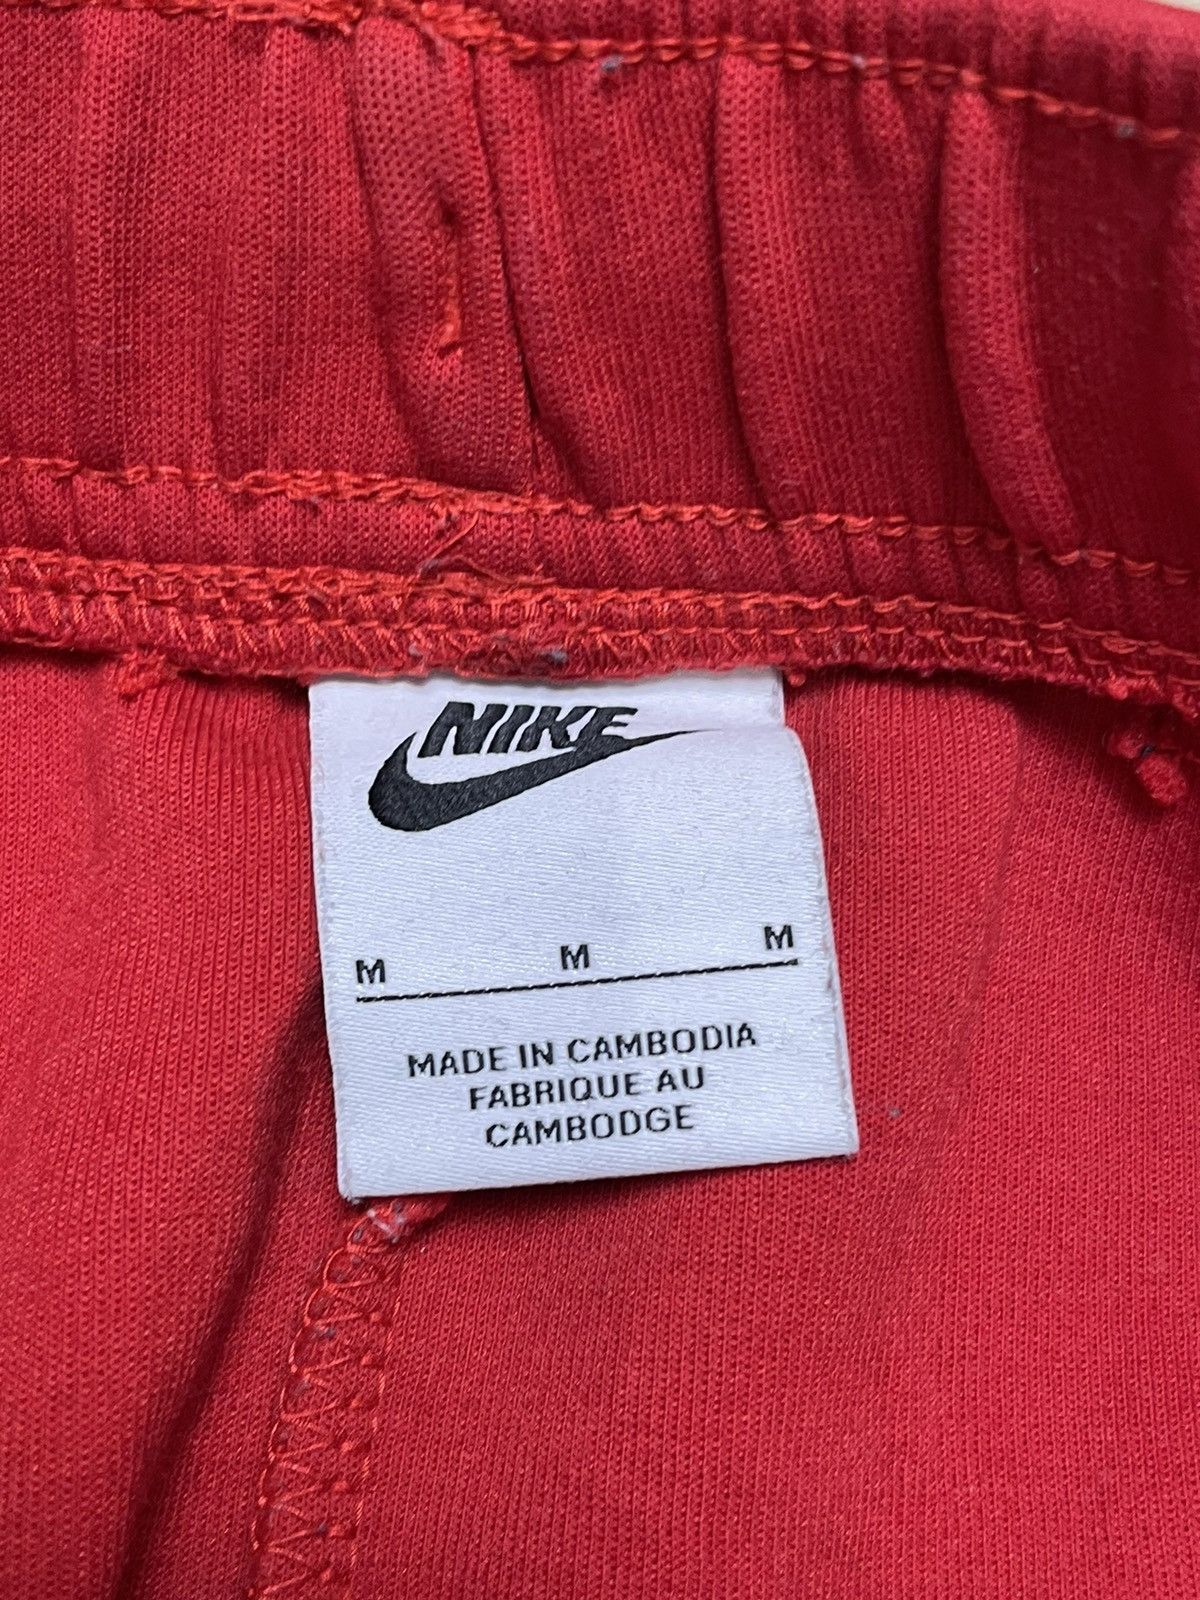 NIKE
M M M
MADE IN CAMBODIA
FABRIQUE AU
CAMBODGE